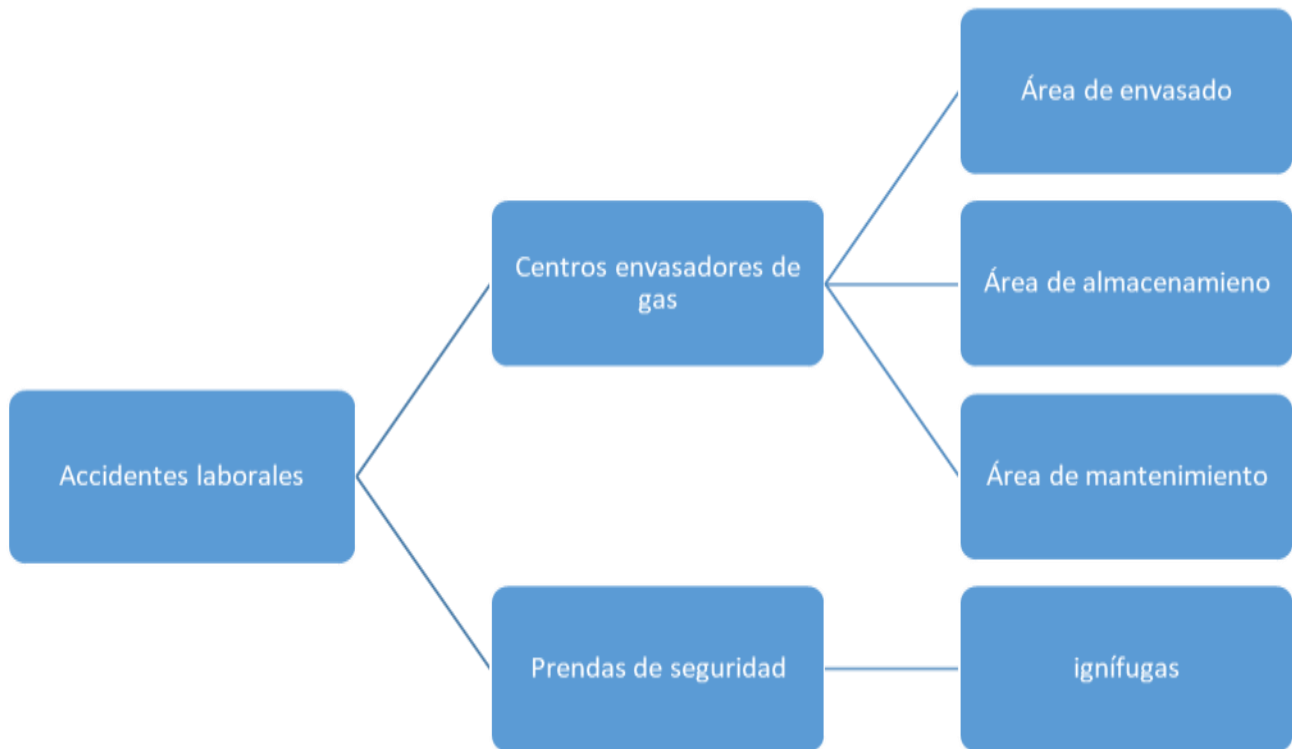 Accidentes laborales
Centros envasadores de
gas
Área de envasado
Área de almacenamieno
Área de mantenimiento
Prendas de seguridad
ignífugas